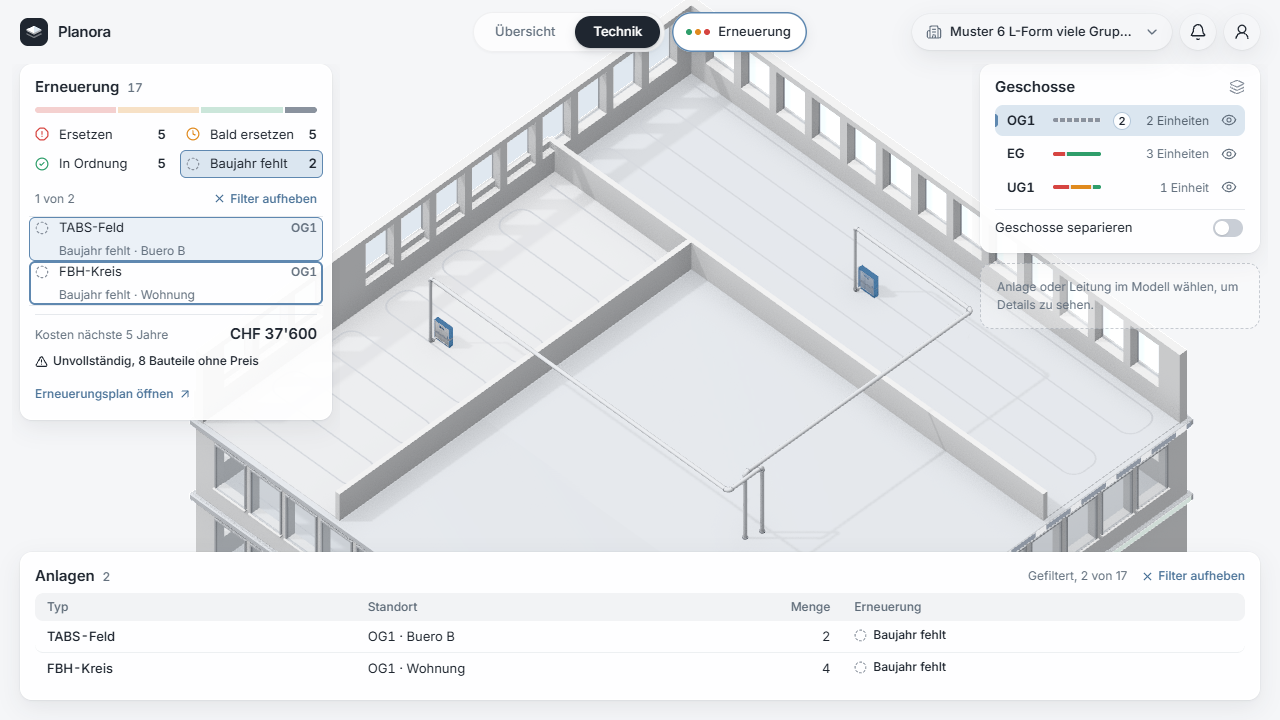 Planora
Übersicht
Technik
Erneuerung
Muster 6 L-Form viele Grup...
Erneuerung 17
Ersetzen 5
Bald ersetzen 5
In Ordnung 5
Baujahr fehlt 2
1 von 2
Filter aufheben
TABS-Feld OG1
Baujahr fehlt · Buero B
FBH-Kreis OG1
Baujahr fehlt · Wohnung
Kosten nächste 5 Jahre CHF 37'600
Unvollständig, 8 Bauteile ohne Preis
Erneuerungsplan öffnen
Geschosse
OG1 2 2 Einheiten
EG 3 Einheiten
UG1 1 Einheit
Geschosse separieren
Anlage oder Leitung im Modell wählen, um
Details zu sehen.
Anlagen 2
Gefiltert, 2 von 17
Filter aufheben
Typ Standort Menge Erneuerung
TABS-Feld OG1 · Buero B 2 Baujahr fehlt
FBH-Kreis OG1 · Wohnung 4 Baujahr fehlt